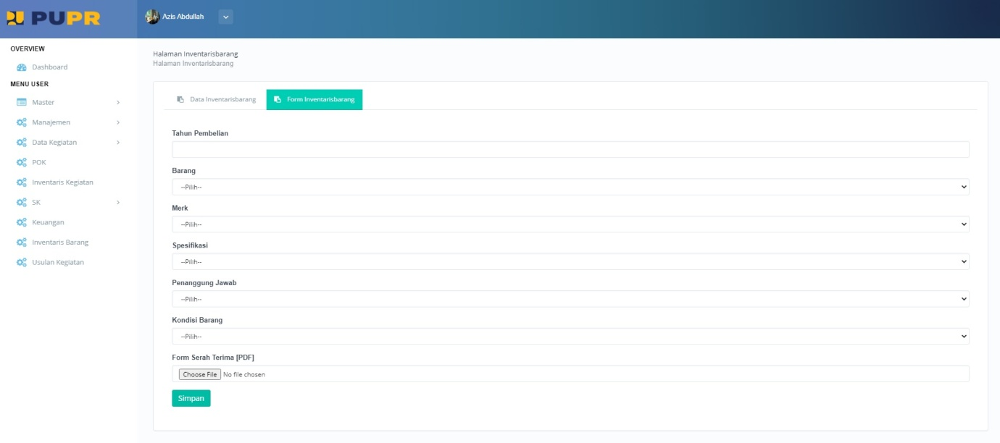 PUPR
Azis Abdullah
OVERVIEW
Dashboard
MENU USER
Master
Manajemen
Data Kegiatan
POK
Inventaris Kegiatan
SK
Keuangan
Inventaris Barang
Usulan Kegiatan
Halaman Inventarisbarang
Halaman Inventarisbarang
Data Inventarisbarang
Form Inventarisbarang
Tahun Pembelian
Barang
--Pilih--
Merk
--Pilih--
Spesifikasi
--Pilih--
Penanggung Jawab
--Pilih--
Kondisi Barang
--Pilih--
Form Serah Terima [PDF]
Choose File No file chosen
Simpan